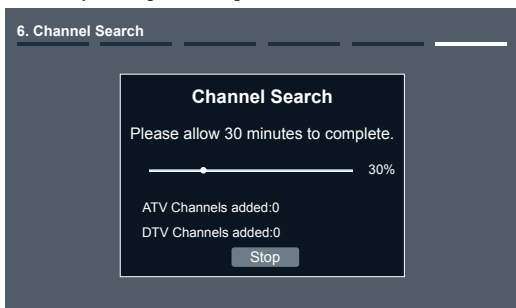 6. Channel Search
Channel Search
Please allow 30 minutes to complete.
30%
ATV Channels added:0
DTV Channels added:0
Stop